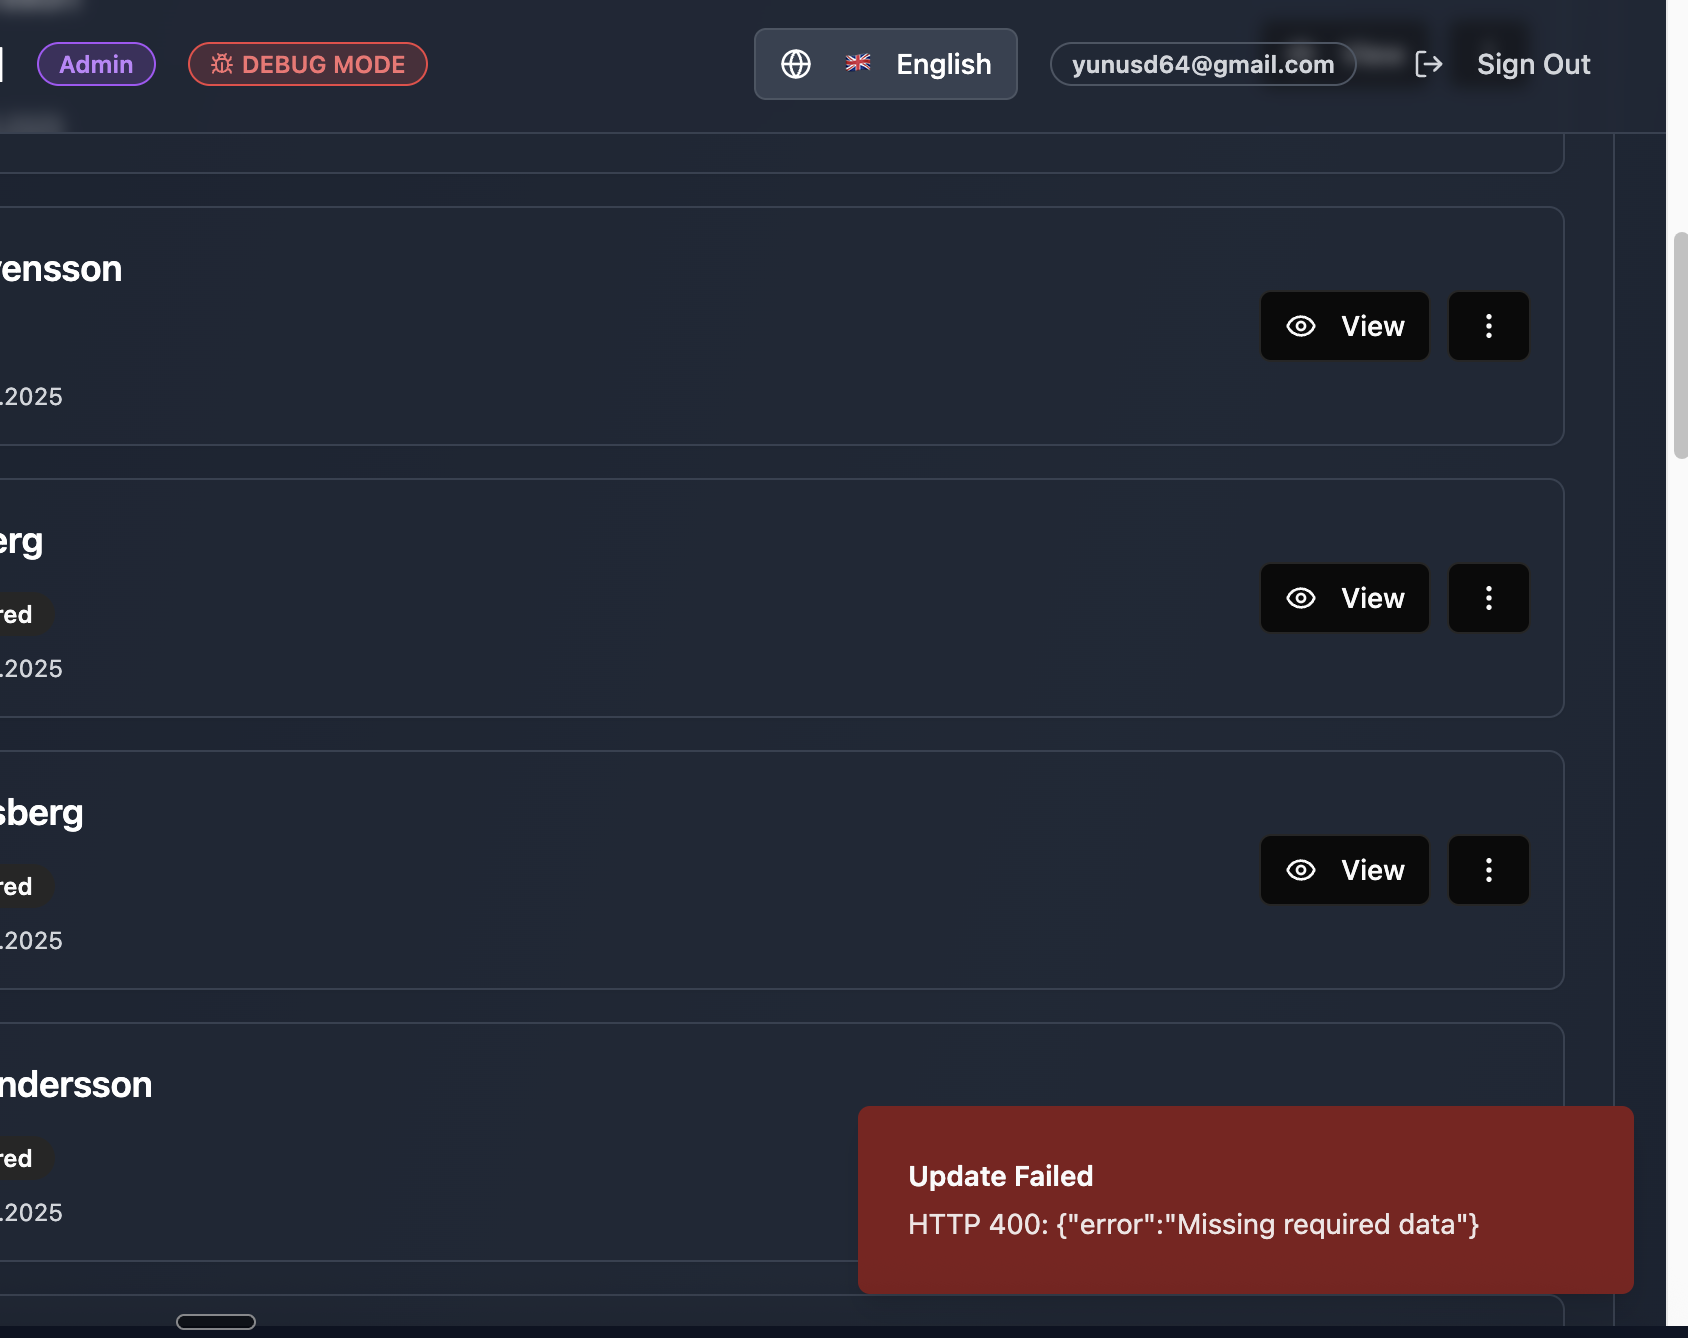 Admin
DEBUG MODE
English
yunusd64@gmail.com
Sign Out
ensson
View
.2025
erg
View
red
.2025
sberg
View
red
.2025
ndersson
red
.2025
Update Failed
HTTP 400: {"error":"Missing required data"}